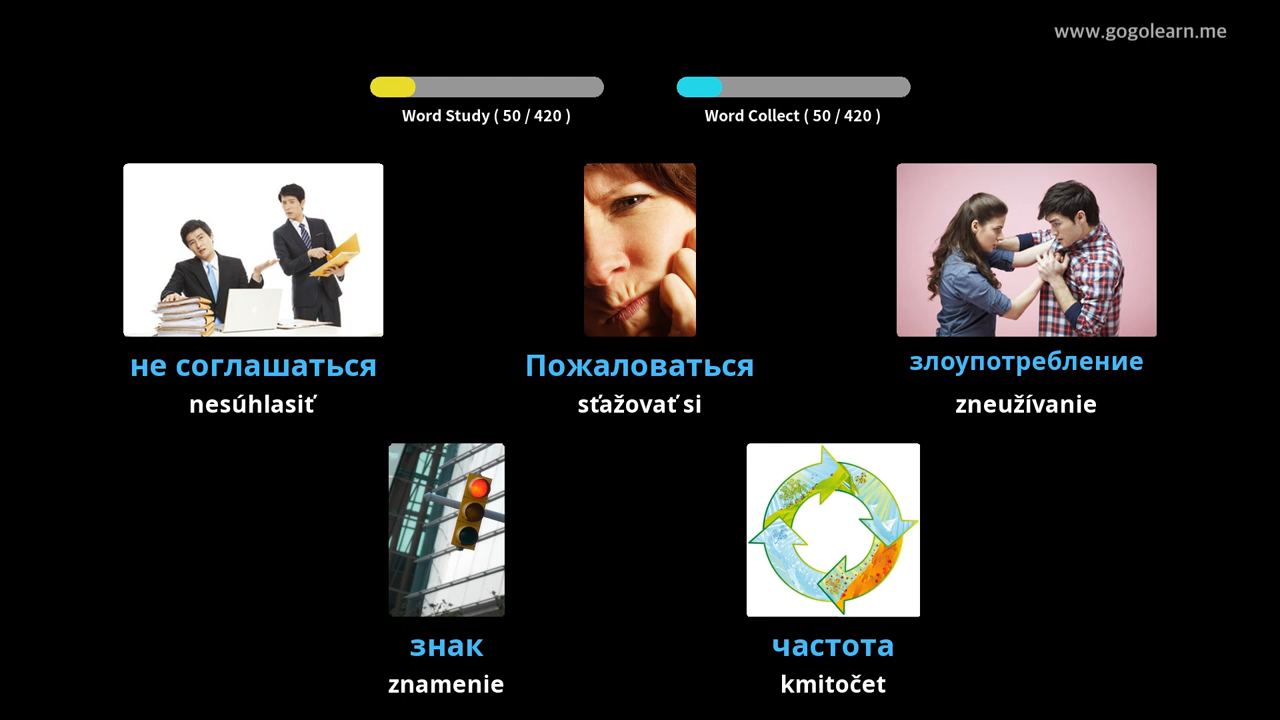 www.gogolearn.me
Word Study ( 50 / 420 )
Word Collect ( 50 / 420 )
не соглашаться
nesúhlasiť
Пожаловаться
sťažovať si
злоупотребление
zneužívanie
знак
znamenie
частота
kmitočet